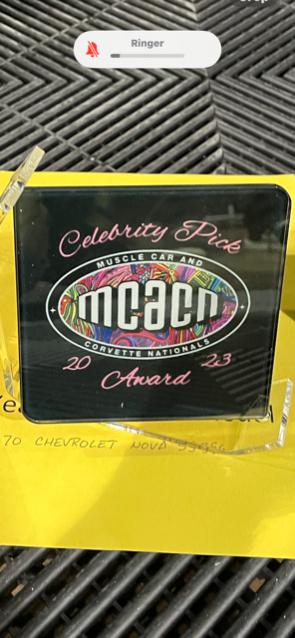 Ringer
Celebrity Pick
MUSCLE CAR AND
mcacn
CORVETTE NATIONALS
20 23
Award
70 CHEVROLET NOVA